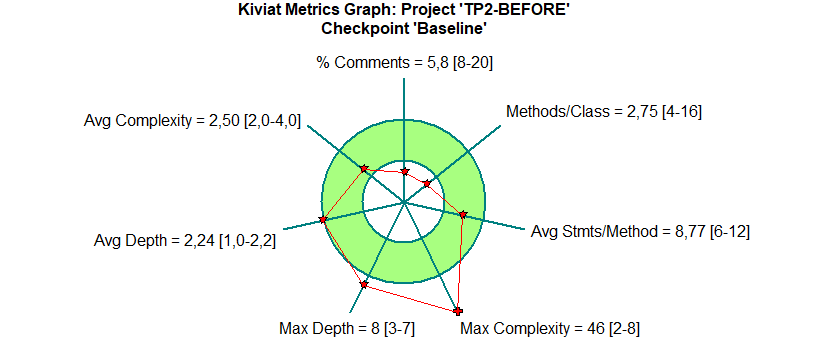 Kiviat Metrics Graph: Project 'TP2-BEFORE'
Checkpoint 'Baseline'
% Comments = 5,8 [8-20]
Methods/Class = 2,75 [4-16]
Avg Complexity = 2,50 [2,0-4,0]
Avg Stmts/Method = 8,77 [6-12]
Avg Depth = 2,24 [1,0-2,2]
Max Depth = 8 [3-7]
Max Complexity = 46 [2-8]